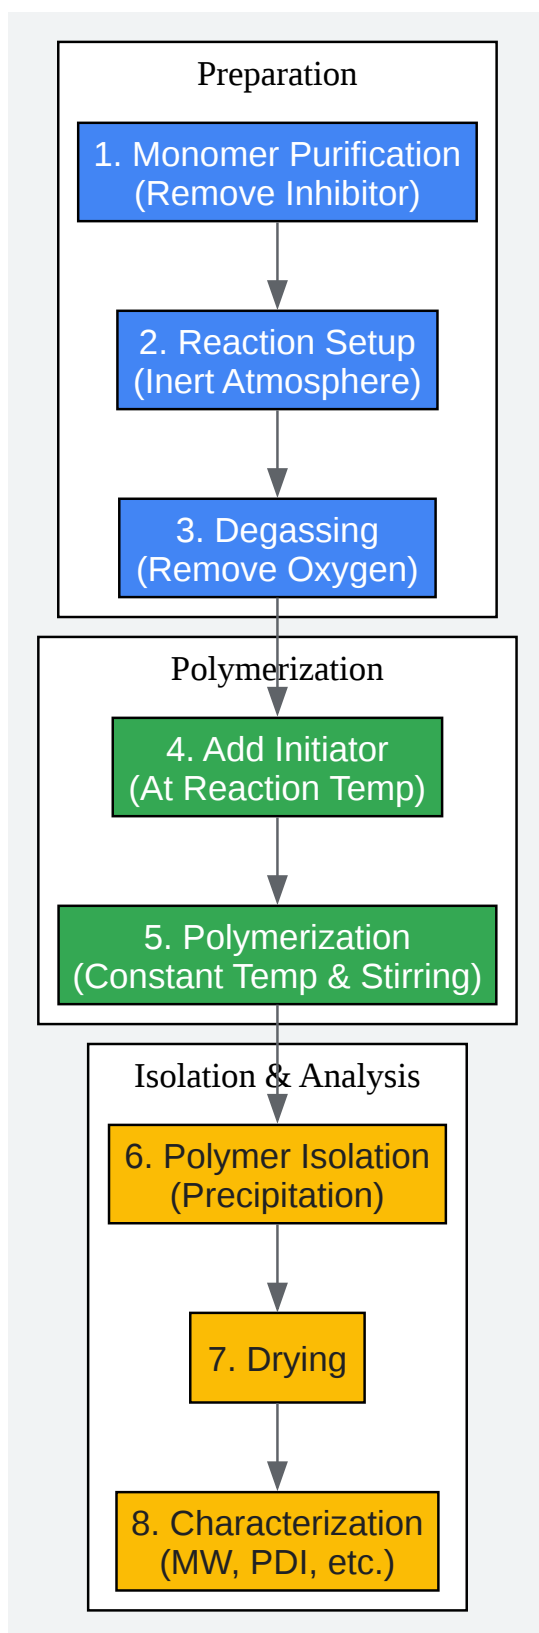 Preparation
1. Monomer Purification
(Remove Inhibitor)
2. Reaction Setup
(Inert Atmosphere)
3. Degassing
(Remove Oxygen)
Polymerization
4. Add Initiator
(At Reaction Temp)
5. Polymerization
(Constant Temp & Stirring)
Isolation & Analysis
6. Polymer Isolation
(Precipitation)
7. Drying
8. Characterization
(MW, PDI, etc.)